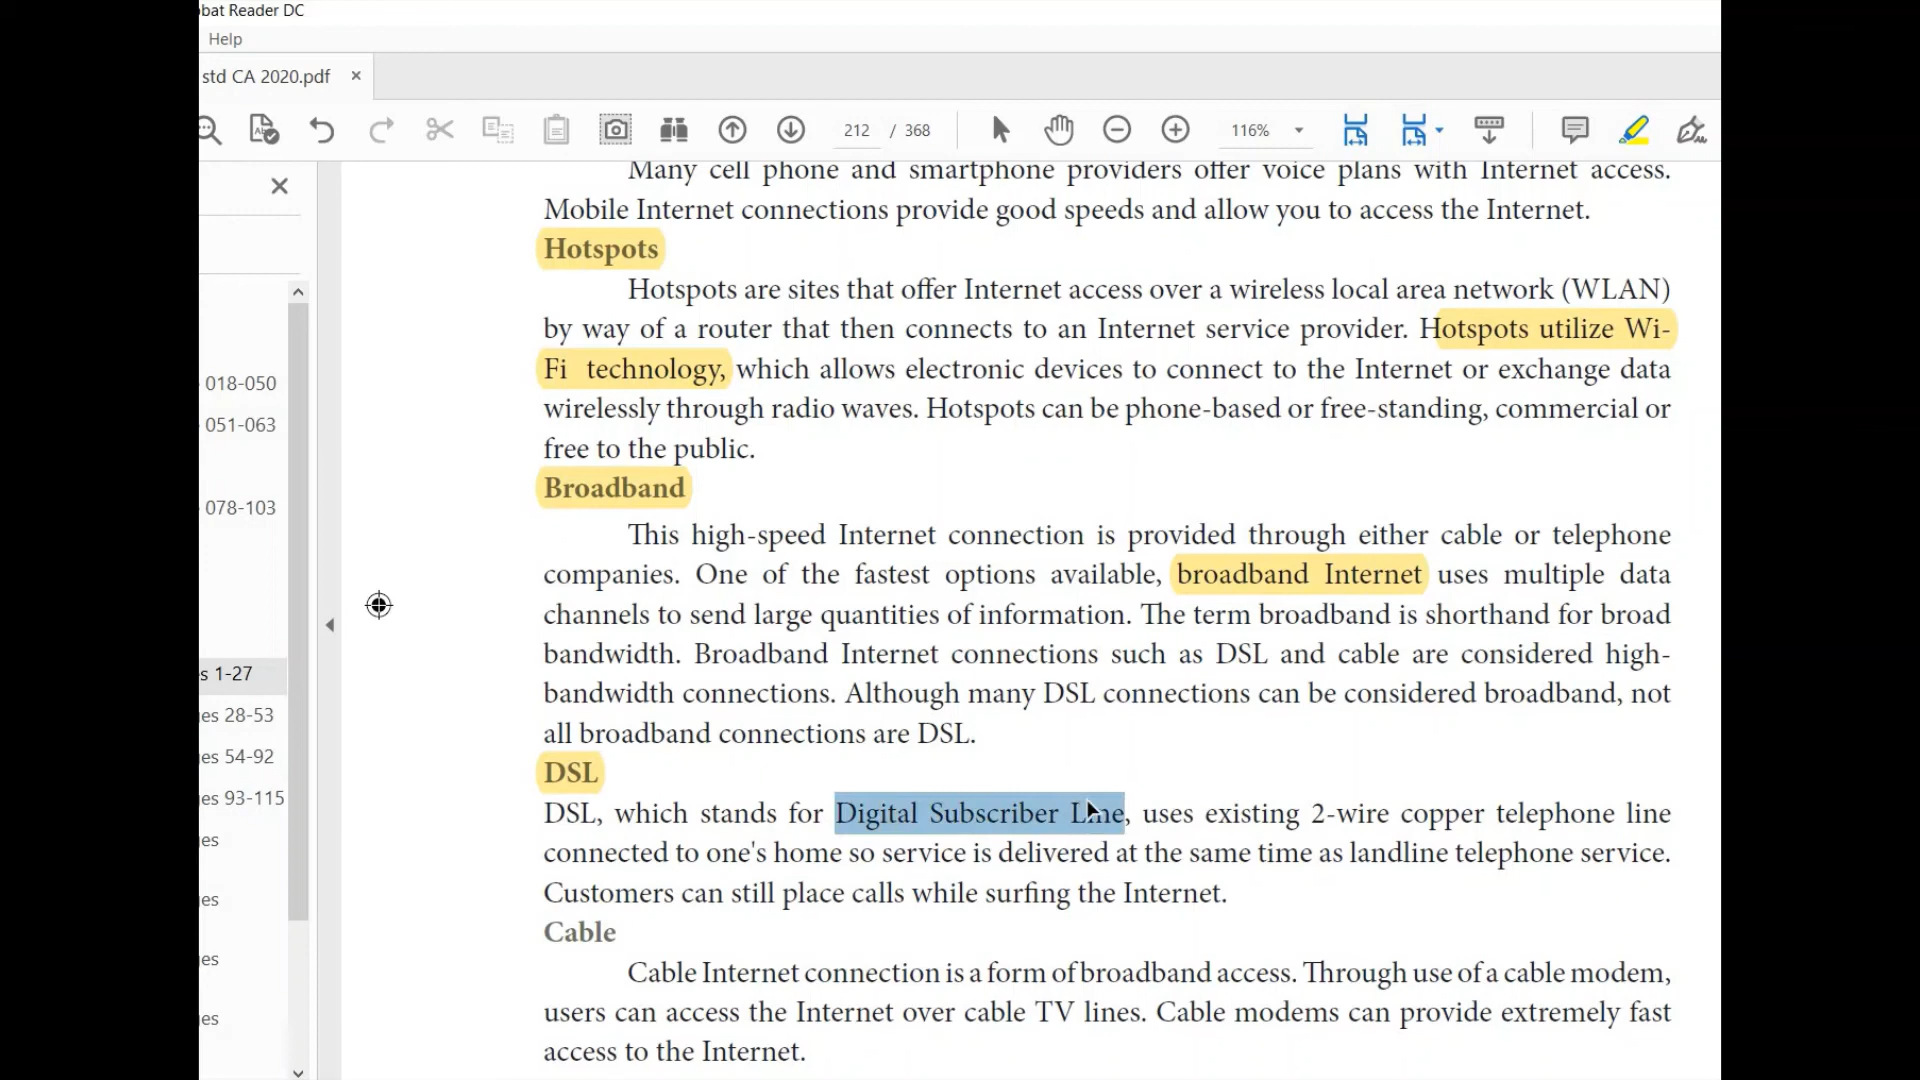 bat Reader DC
Help
std CA 2020.pdf
212 / 368
116%
018-050
051-063
078-103
s 1-27
es 28-53
es 54-92
es 93-115
es
es
es
es
Many cell phone and smartphone providers offer voice plans with Internet access.
Mobile Internet connections provide good speeds and allow you to access the Internet.
Hotspots
Hotspots are sites that offer Internet access over a wireless local area network (WLAN)
by way of a router that then connects to an Internet service provider. Hotspots utilize Wi-
Fi technology, which allows electronic devices to connect to the Internet or exchange data
wirelessly through radio waves. Hotspots can be phone-based or free-standing, commercial or
free to the public.
Broadband
This high-speed Internet connection is provided through either cable or telephone
companies. One of the fastest options available, broadband Internet uses multiple data
channels to send large quantities of information. The term broadband is shorthand for broad
bandwidth. Broadband Internet connections such as DSL and cable are considered high-
bandwidth connections. Although many DSL connections can be considered broadband, not
all broadband connections are DSL.
DSL
DSL, which stands for Digital Subscriber Line, uses existing 2-wire copper telephone line
connected to one's home so service is delivered at the same time as landline telephone service.
Customers can still place calls while surfing the Internet.
Cable
Cable Internet connection is a form of broadband access. Through use of a cable modem,
users can access the Internet over cable TV lines. Cable modems can provide extremely fast
access to the Internet.